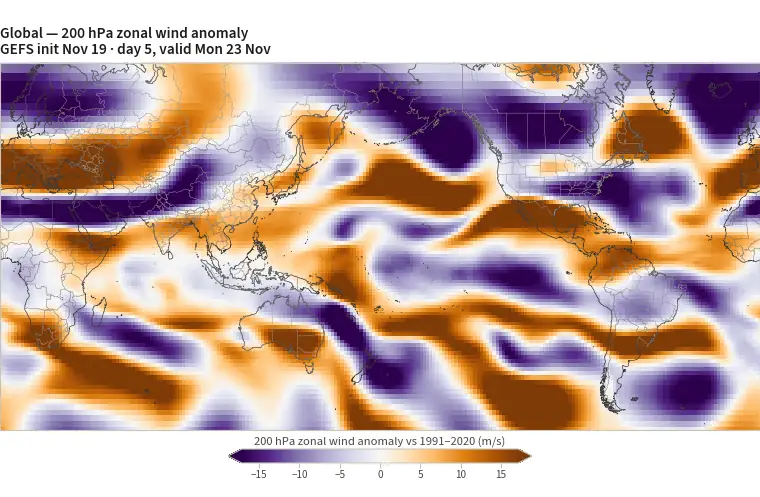 Global — 200 hPa zonal wind anomaly
GEFS init Nov 19 · day 5, valid Mon 23 Nov
200 hPa zonal wind anomaly vs 1991–2020 (m/s)
−15 −10 −5 0 5 10 15